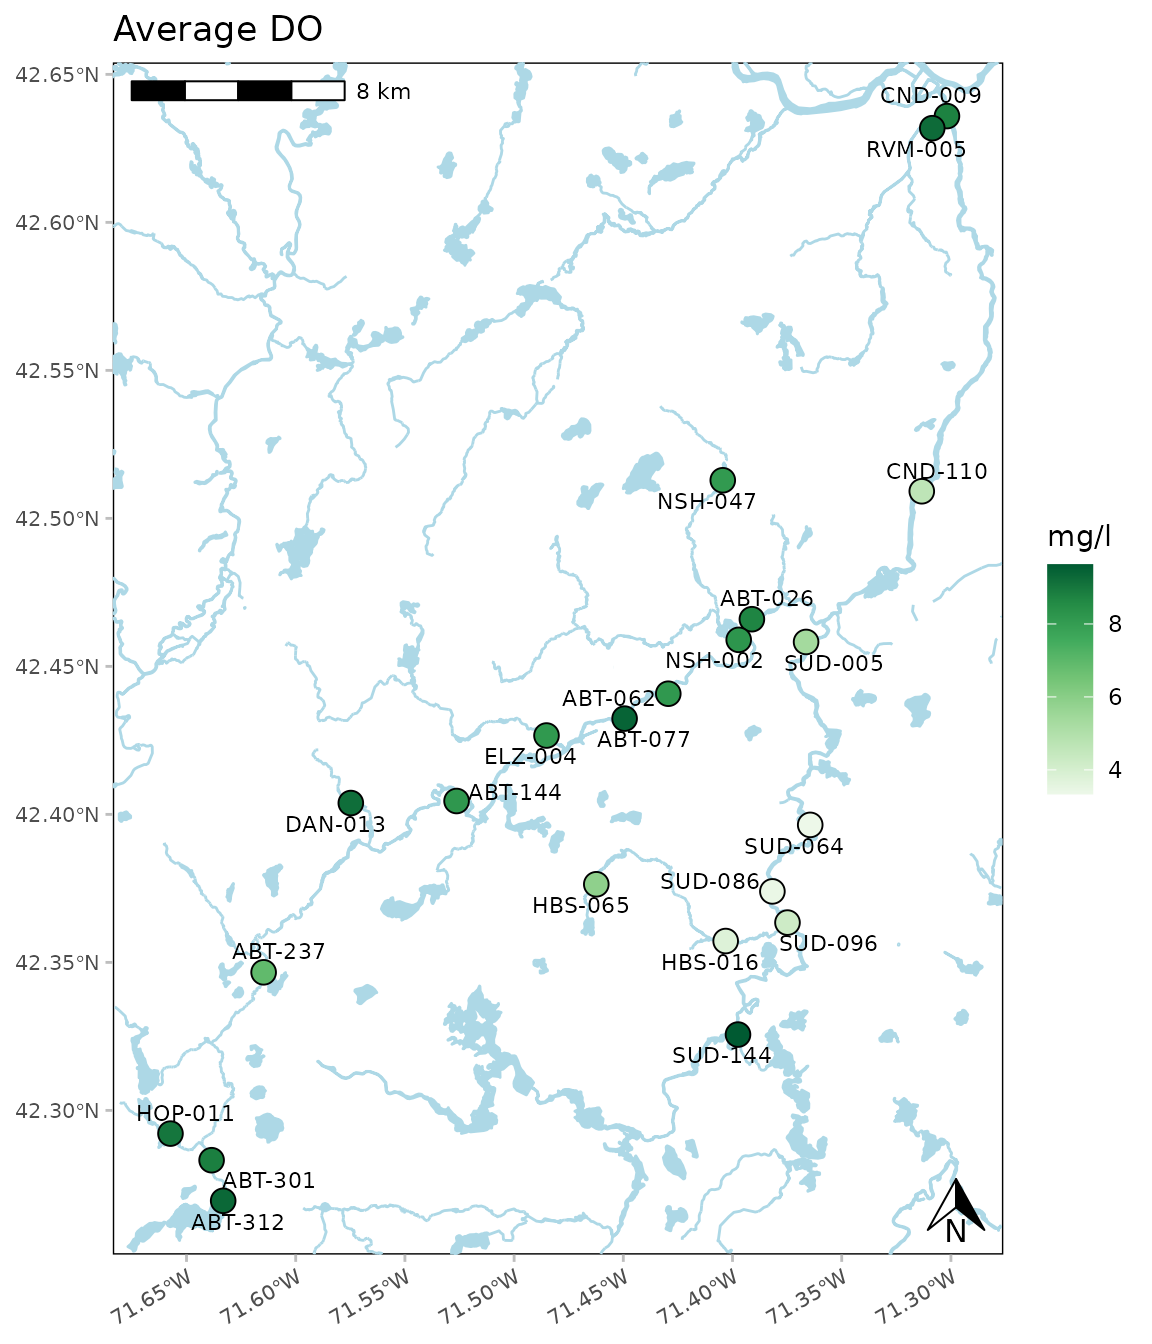 Average DO
42.65°N
8 km
CND-009
RVM-005
42.60°N
42.55°N
CND-110
NSH-047
42.50°N
mg/l
ABT-026
8
NSH-002
SUD-005
42.45°N
ABT-062
6
ABT-077
ELZ-004
4
ABT-144
42.40°N
DAN-013
SUD-064
SUD-086
HBS-065
SUD-096
ABT-237
HBS-016
42.35°N
SUD-144
HOP-011
42.30°N
ABT-301
ABT-312
N
71.65°W
71.60°W
71.55°W
71.50°W
71.45°W
71.40°W
71.35°W
71.30°W